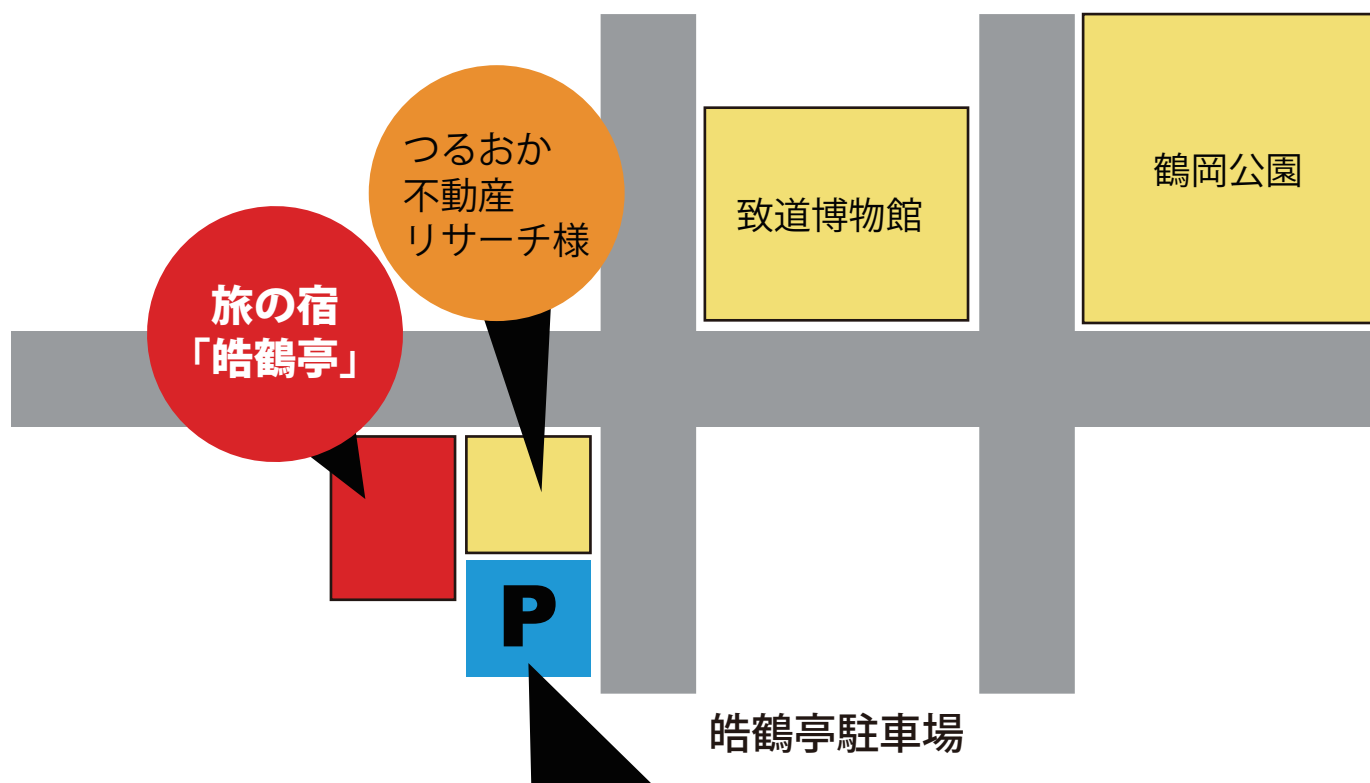 つるおか
不動産
リサーチ様
致道博物館
鶴岡公園
旅の宿
「皓鶴亭」
P
皓鶴亭駐車場